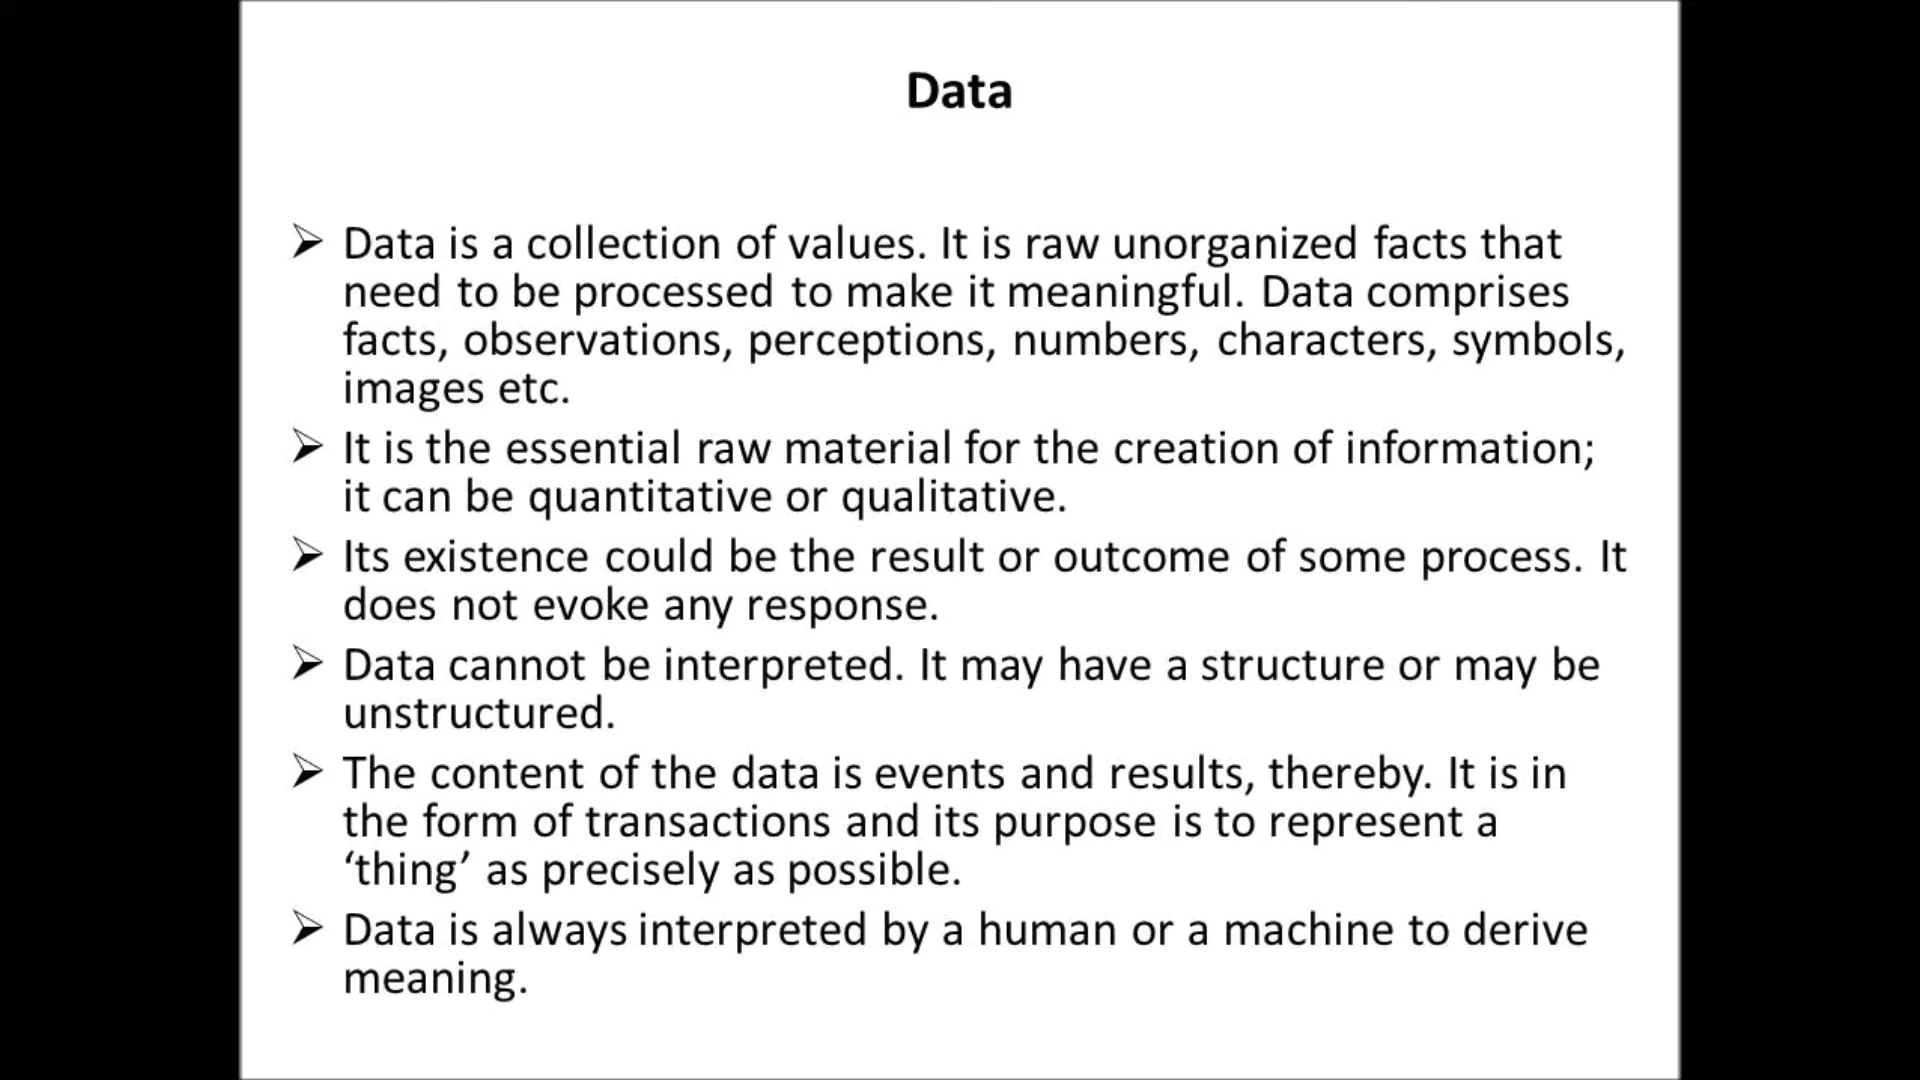 Data
➢ Data is a collection of values. It is raw unorganized facts that
need to be processed to make it meaningful. Data comprises
facts, observations, perceptions, numbers, characters, symbols,
images etc.
➢ It is the essential raw material for the creation of information;
it can be quantitative or qualitative.
➢ Its existence could be the result or outcome of some process. It
does not evoke any response.
➢ Data cannot be interpreted. It may have a structure or may be
unstructured.
➢ The content of the data is events and results, thereby. It is in
the form of transactions and its purpose is to represent a
‘thing’ as precisely as possible.
➢ Data is always interpreted by a human or a machine to derive
meaning.